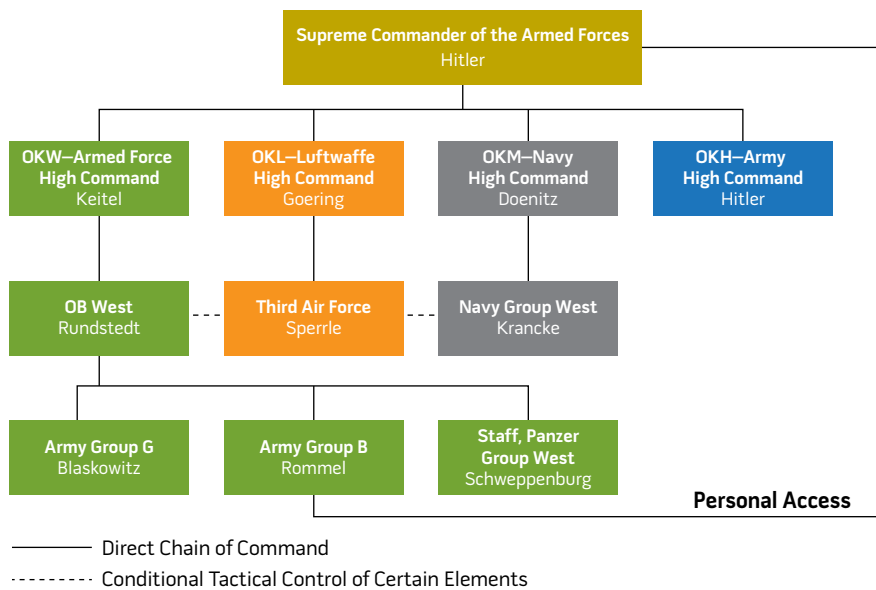 Supreme Commander of the Armed Forces
Hitler
OKW—Armed Force
High Command
Keitel
OKL—Luftwaffe
High Command
Goering
OKM—Navy
High Command
Doenitz
OKH—Army
High Command
Hitler
OB West
Rundstedt
Third Air Force
Sperrle
Navy Group West
Krancke
Army Group G
Blaskowitz
Army Group B
Rommel
Staff, Panzer
Group West
Schweppenburg
Personal Access
Direct Chain of Command
Conditional Tactical Control of Certain Elements